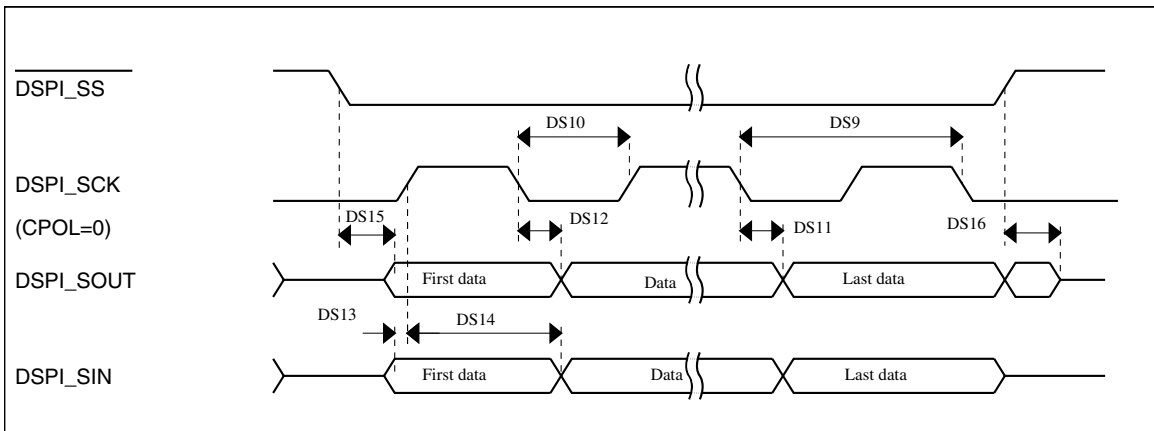 DSPI_SS
DS10
DS9
DSPI_SCK
(CPOL=0)
DS15
DS12
DS11
DS16
DSPI_SOUT
First data
Data
Last data
DS13
DS14
DSPI_SIN
First data
Data
Last data